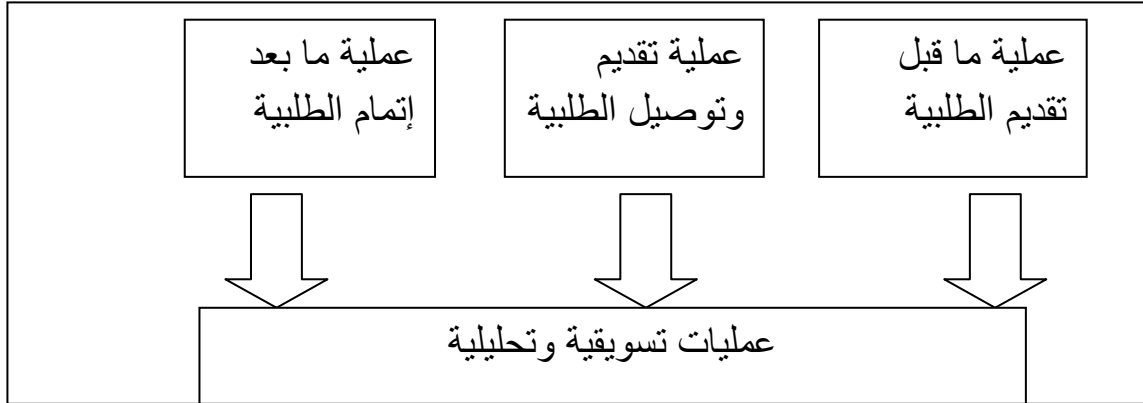 عملية ما قبل
تقديم الطلبية
عملية تقديم
وتوصيل الطلبية
عملية ما بعد
إتمام الطلبية
عمليات تسويقية وتحليلية